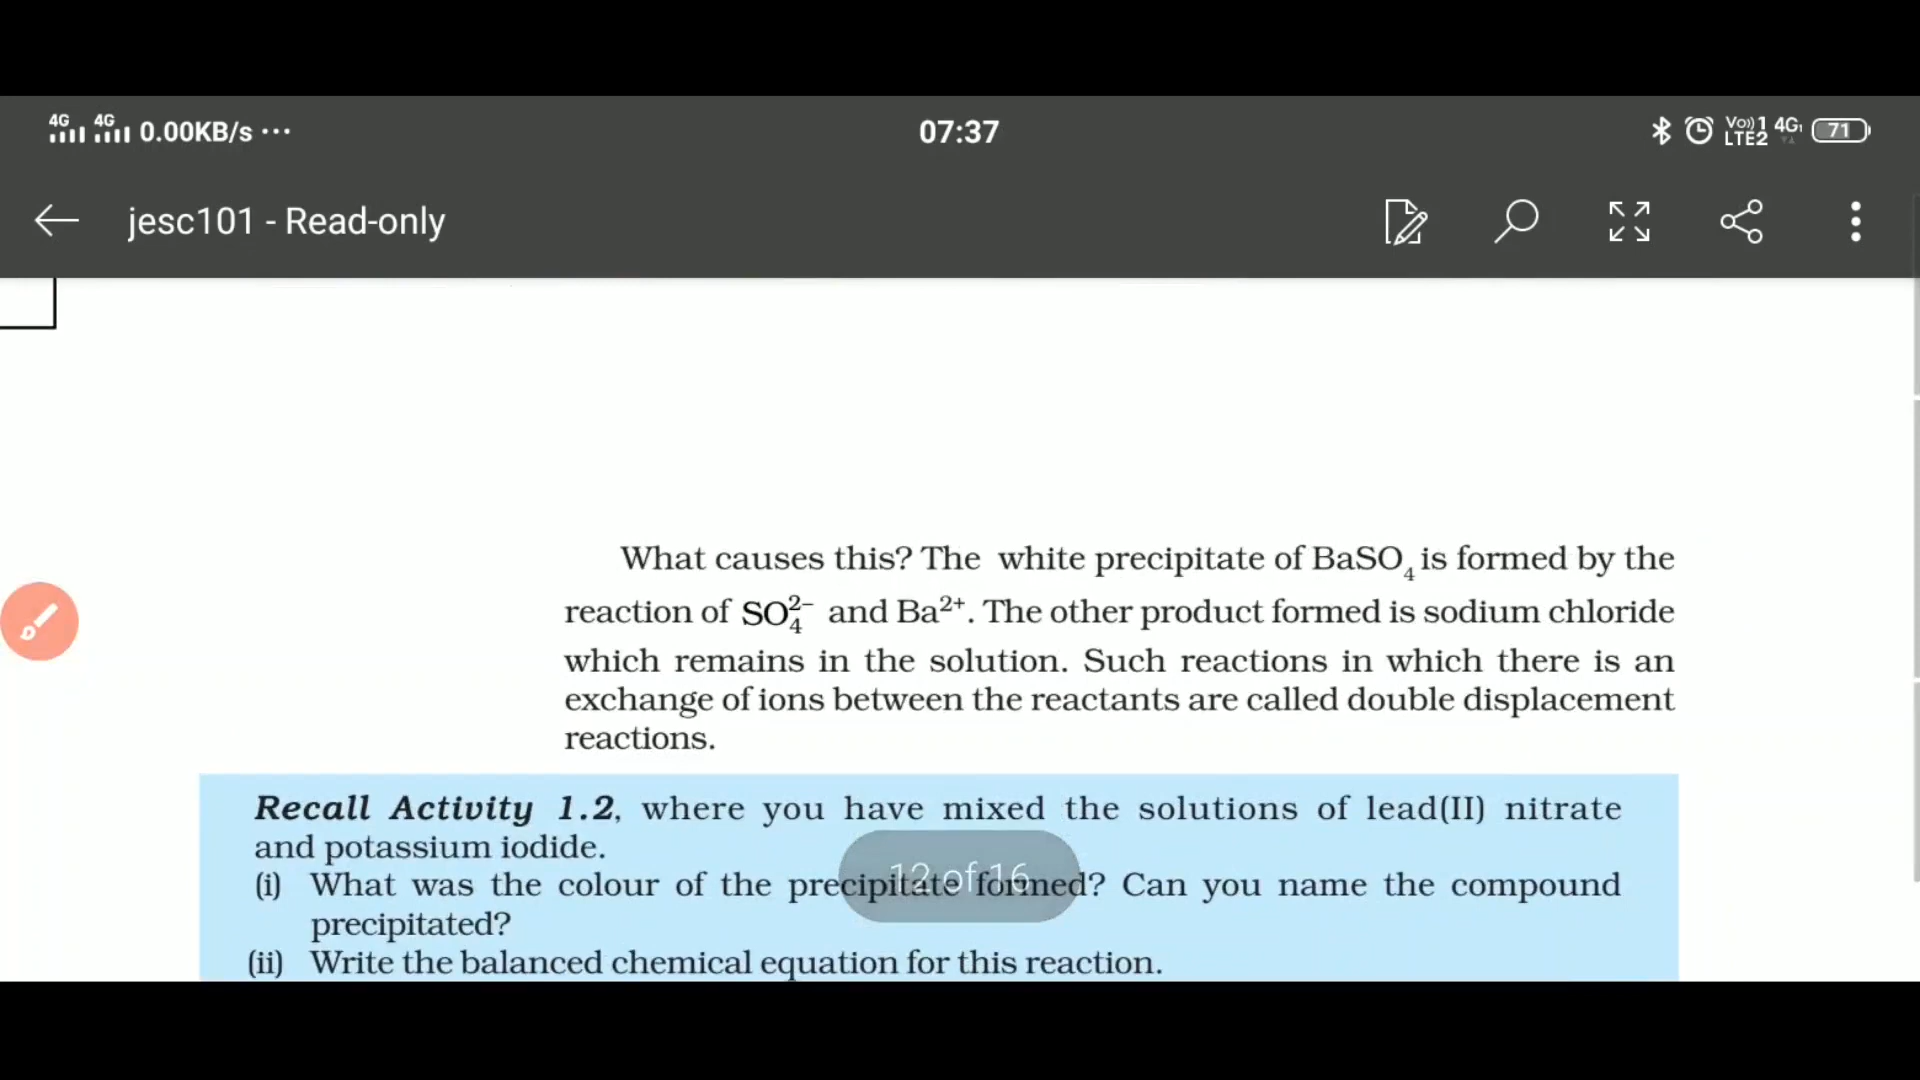 4G 4G 0.00KB/s ... 07:37 Vo)) 1 4G LTE2 71
jesc101 - Read-only
What causes this? The white precipitate of BaSO₄ is formed by the
reaction of SO₄²⁻ and Ba²⁺. The other product formed is sodium chloride
which remains in the solution. Such reactions in which there is an
exchange of ions between the reactants are called double displacement
reactions.
Recall Activity 1.2, where you have mixed the solutions of lead(II) nitrate
and potassium iodide.
(i) What was the colour of the precipitate formed? Can you name the compound
12 of 16
precipitated?
(ii) Write the balanced chemical equation for this reaction.